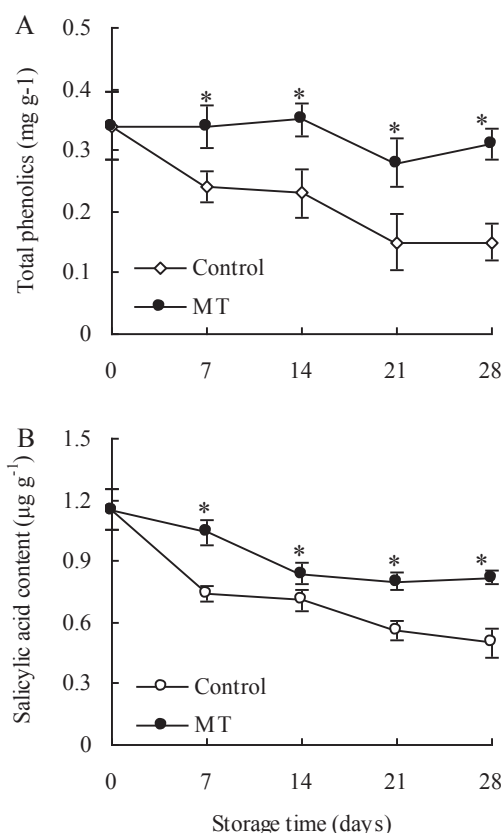 A
Total phenolics (mg g-1)
0.5
0.4
0.3
0.2
0.1
0
* * * *
Control
MT
0 7 14 21 28
B
Salicylic acid content (µg g-1)
1.5
1.2
0.9
0.6
0.3
0
* * * *
Control
MT
0 7 14 21 28
Storage time (days)